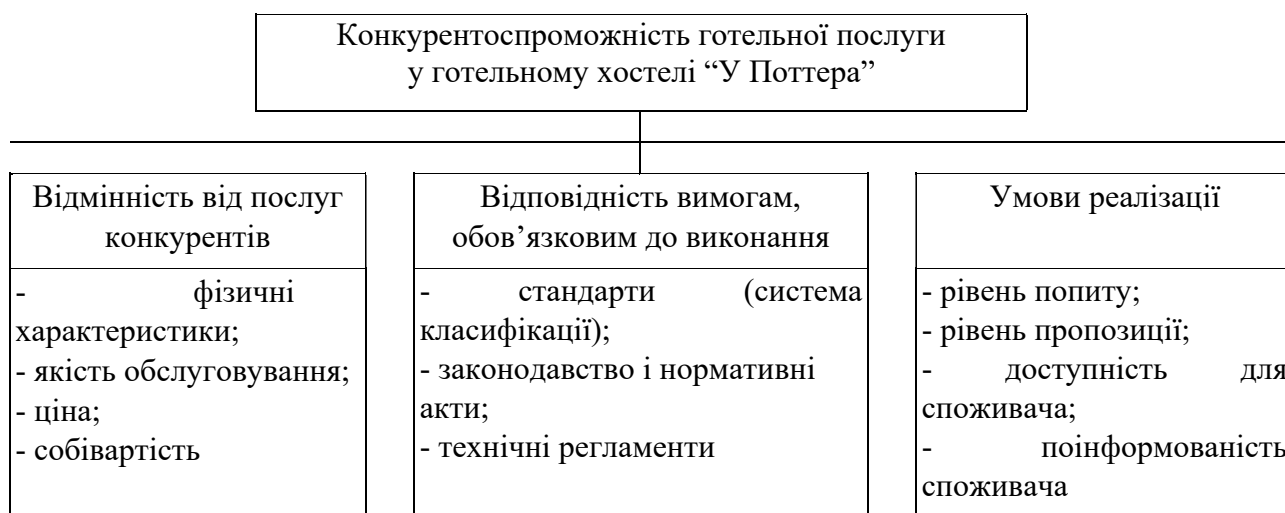 Конкурентоспроможність готельної послуги
у готельному хостелі “У Поттера”
Відмінність від послуг
конкурентів
- фізичні
характеристики;
- якість обслуговування;
- ціна;
- собівартість
Відповідність вимогам,
обов’язковим до виконання
- стандарти (система
класифікації);
- законодавство і нормативні
акти;
- технічні регламенти
Умови реалізації
- рівень попиту;
- рівень пропозиції;
- доступність для
споживача;
- поінформованість
споживача